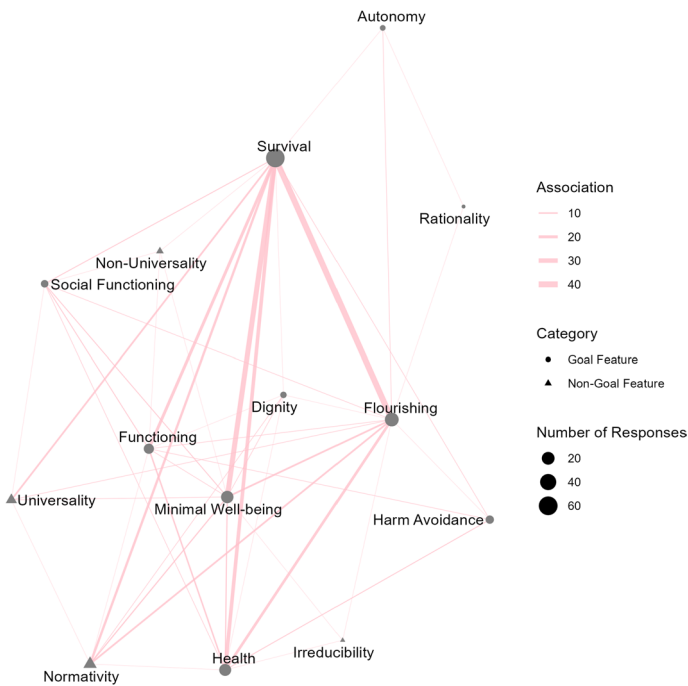 Autonomy
Survival
Rationality
Non-Universality
Social Functioning
Dignity
Flourishing
Functioning
Universality
Minimal Well-being
Harm Avoidance
Health
Irreducibility
Normativity
Association
10
20
30
40
Category
Goal Feature
Non-Goal Feature
Number of Responses
20
40
60